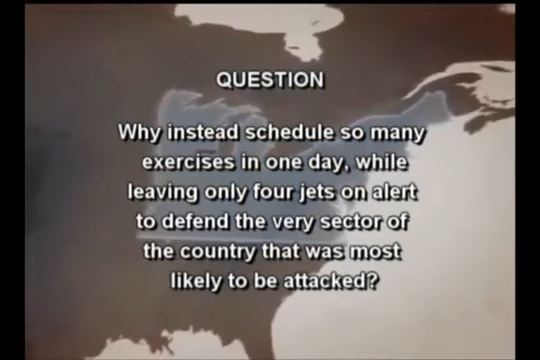 QUESTION
Why instead schedule so many
exercises in one day, while
leaving only four jets on alert
to defend the very sector of
the country that was most
likely to be attacked?